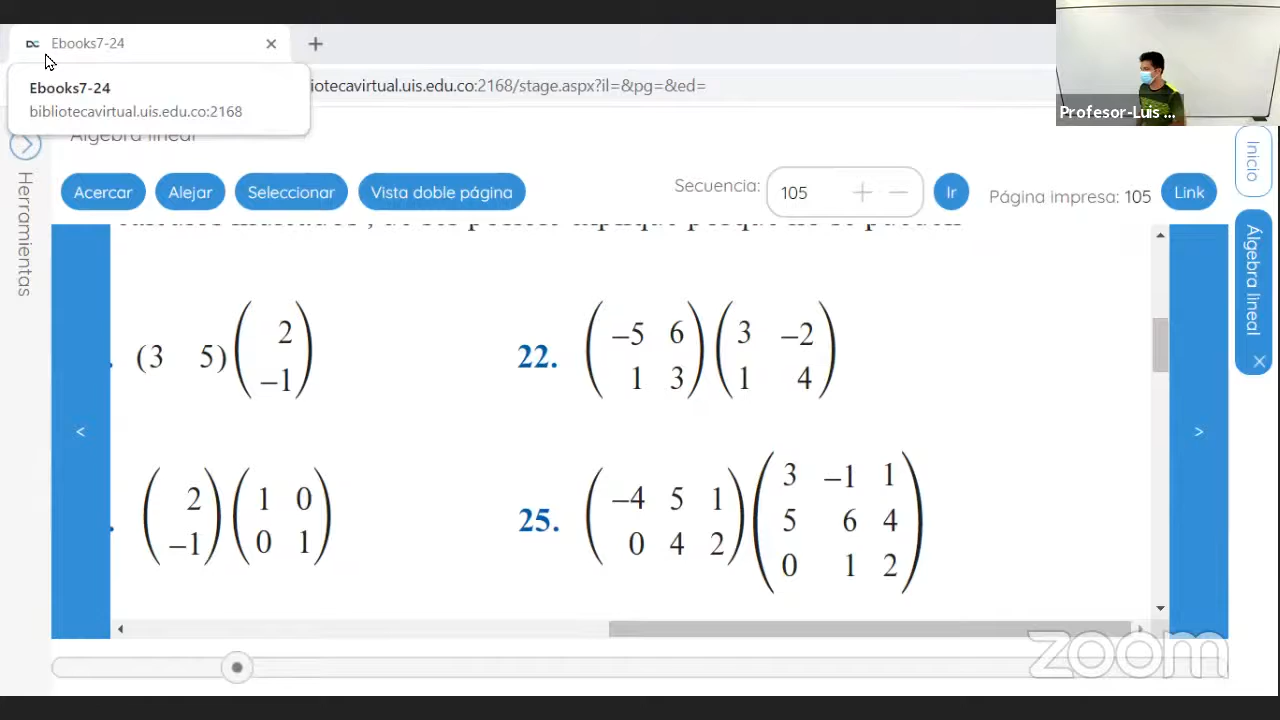 DC Ebooks7-24 × +
Ebooks7-24
bibliotecavirtual.uis.edu.co:2168
iotecavirtual.uis.edu.co:2168/stage.aspx?il=&pg=&ed=
Profesor-Luis ...
Álgebra lineal
Herramientas
Acercar Alejar Seleccionar Vista doble página Secuencia: 105 + − Ir Página impresa: 105 Link
Inicio
Álgebra lineal ×
< >
(3 5) ( 2
−1 )
22. ( −5 6 ) ( 3 −2 )
( 1 3 ) ( 1 4 )
( 2 ) ( 1 0 )
( −1 ) ( 0 1 )
25. ( −4 5 1 ) ( 3 −1 1 )
( 0 4 2 ) ( 5 6 4 )
( 0 1 2 )
zoom